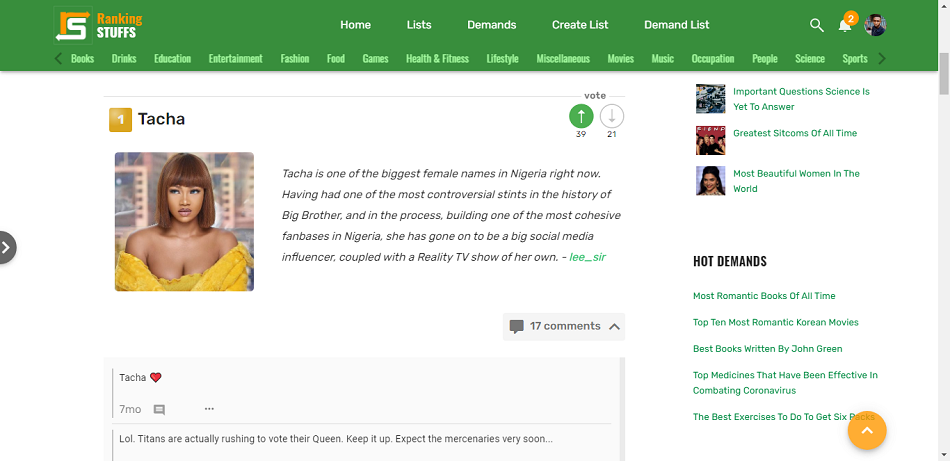 Ranking
STUFFS
Home Lists Demands Create List Demand List
2
Books Drinks Education Entertainment Fashion Food Games Health & Fitness Lifestyle Miscellaneous Movies Music Occupation People Science Sports
vote
1 Tacha
39 21
Tacha is one of the biggest female names in Nigeria right now.
Having had one of the most controversial stints in the history of
Big Brother, and in the process, building one of the most cohesive
fanbases in Nigeria, she has gone on to be a big social media
influencer, coupled with a Reality TV show of her own. - lee_sir
17 comments
Tacha ❤️
7mo ...
Lol. Titans are actually rushing to vote their Queen. Keep it up. Expect the mercenaries very soon...
Important Questions Science Is
Yet To Answer
Greatest Sitcoms Of All Time
Most Beautiful Women In The
World
HOT DEMANDS
Most Romantic Books Of All Time
Top Ten Most Romantic Korean Movies
Best Books Written By John Green
Top Medicines That Have Been Effective In
Combating Coronavirus
The Best Exercises To Do To Get Six Packs